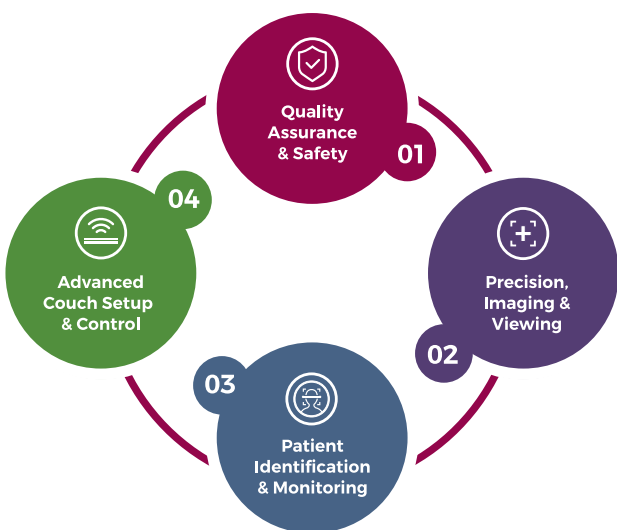 Quality
Assurance
& Safety
01
Precision,
Imaging &
Viewing
02
03
Patient
Identification
& Monitoring
04
Advanced
Couch Setup
& Control